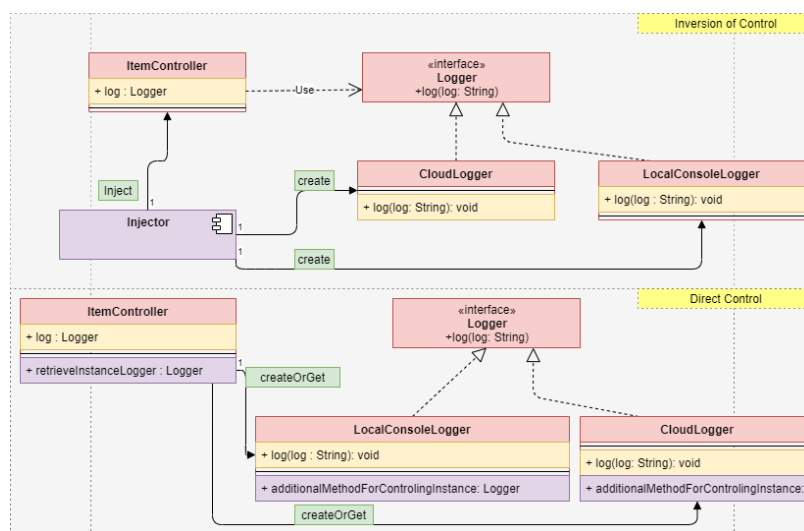 Inversion of Control
ItemController
+ log : Logger
«interface»
Logger
+log(log: String)
Use
Inject
1
Injector
1
1
create
create
CloudLogger
+ log(log: String): void
LocalConsoleLogger
+ log(log : String): void
Direct Control
ItemController
+ log : Logger
+ retrieveInstanceLogger : Logger
1
«interface»
Logger
+log(log: String)
createOrGet
LocalConsoleLogger
+ log(log : String): void
+ additionalMethodForControlingInstance: Logger
CloudLogger
+ log(log: String): void
+ additionalMethodForControlingInstance:
createOrGet